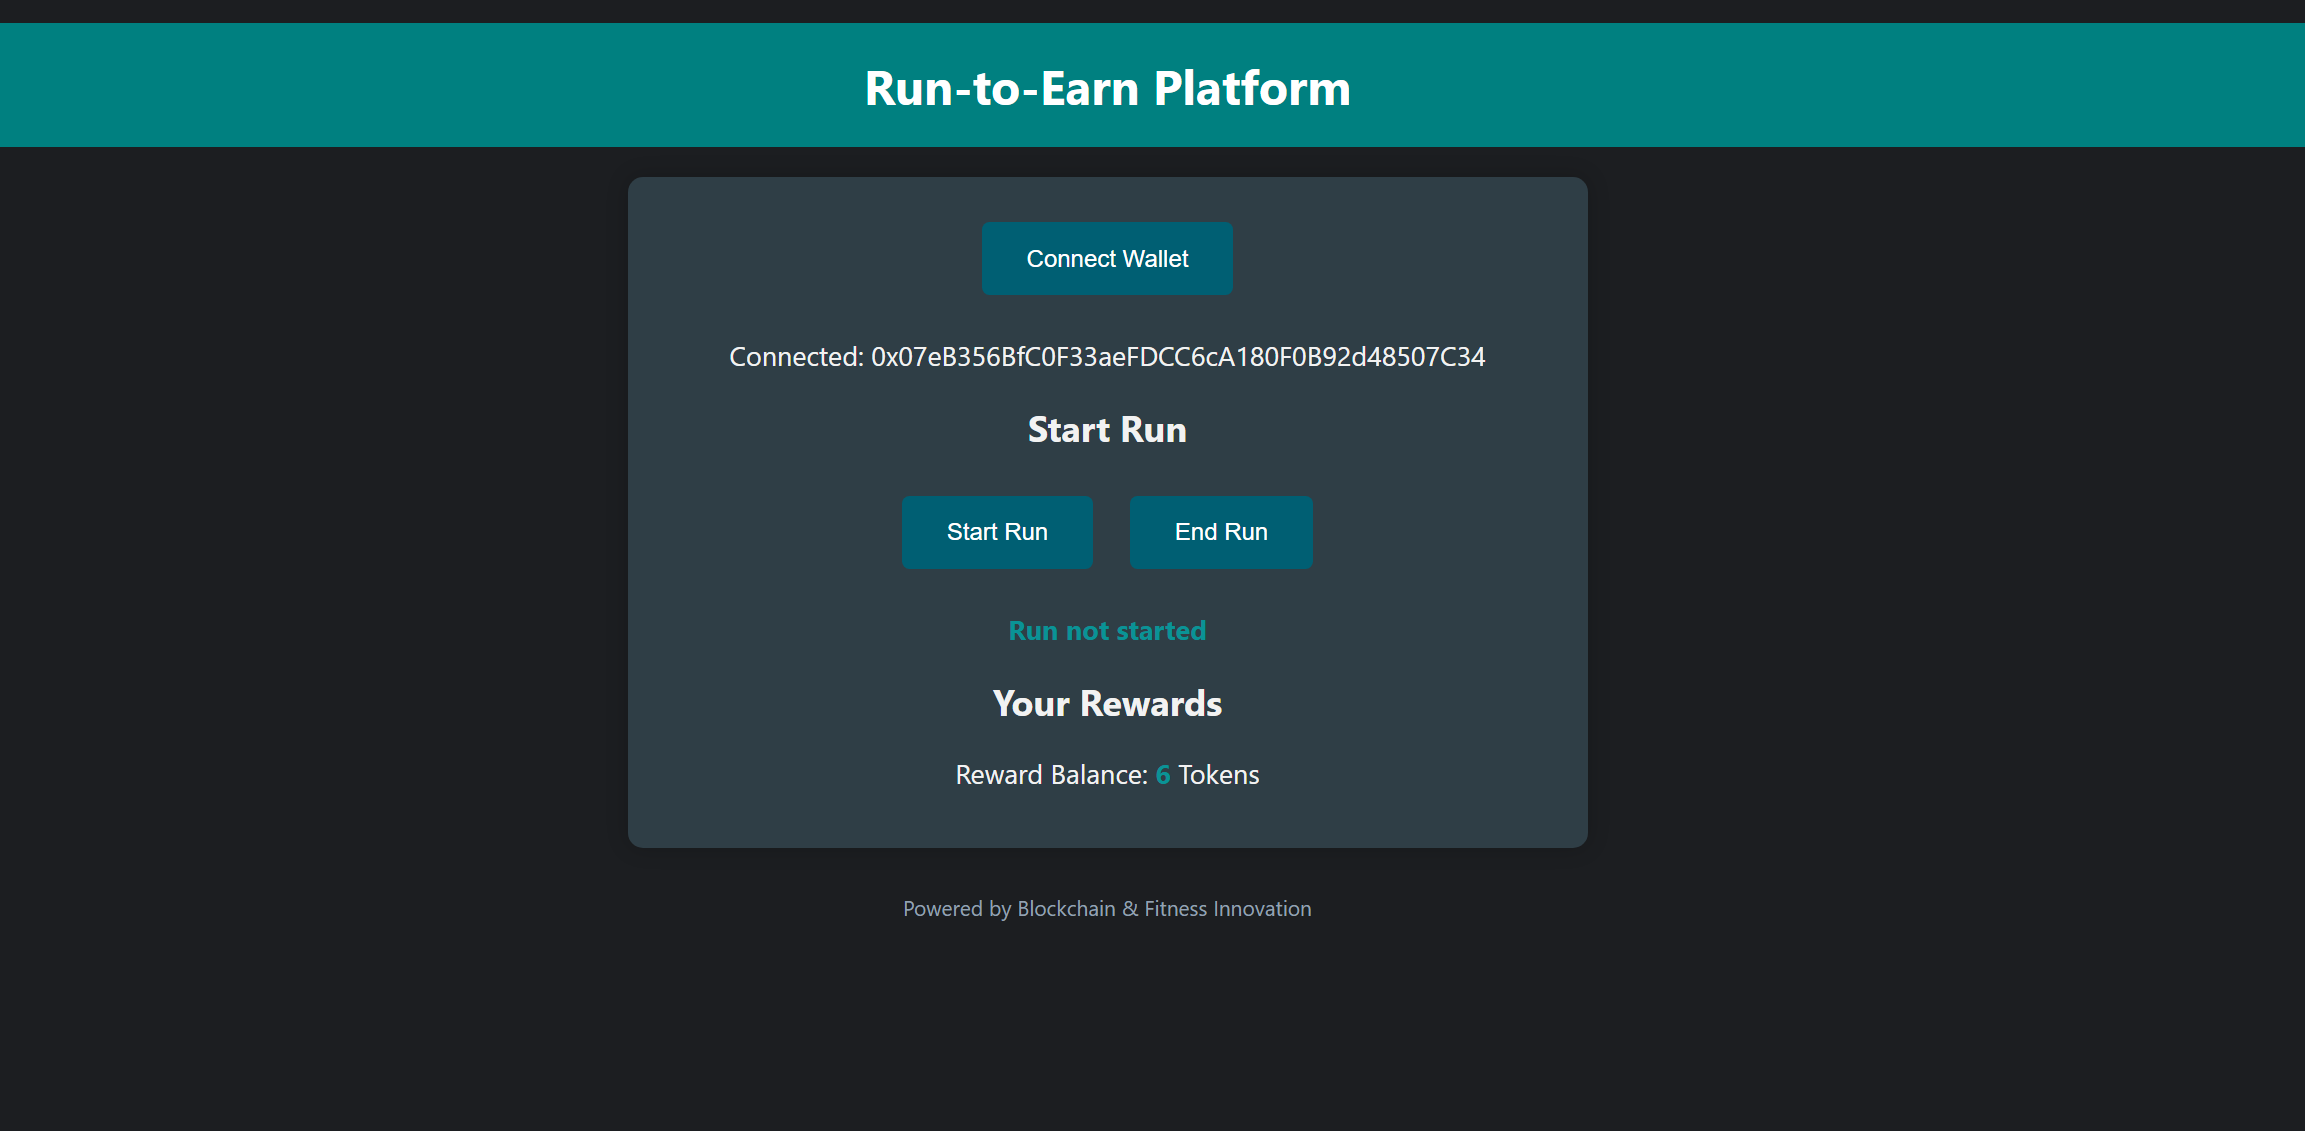 Run-to-Earn Platform
Connect Wallet
Connected: 0x07eB356BfC0F33aeFDCC6cA180F0B92d48507C34
Start Run
Start Run End Run
Run not started
Your Rewards
Reward Balance: 6 Tokens
Powered by Blockchain & Fitness Innovation